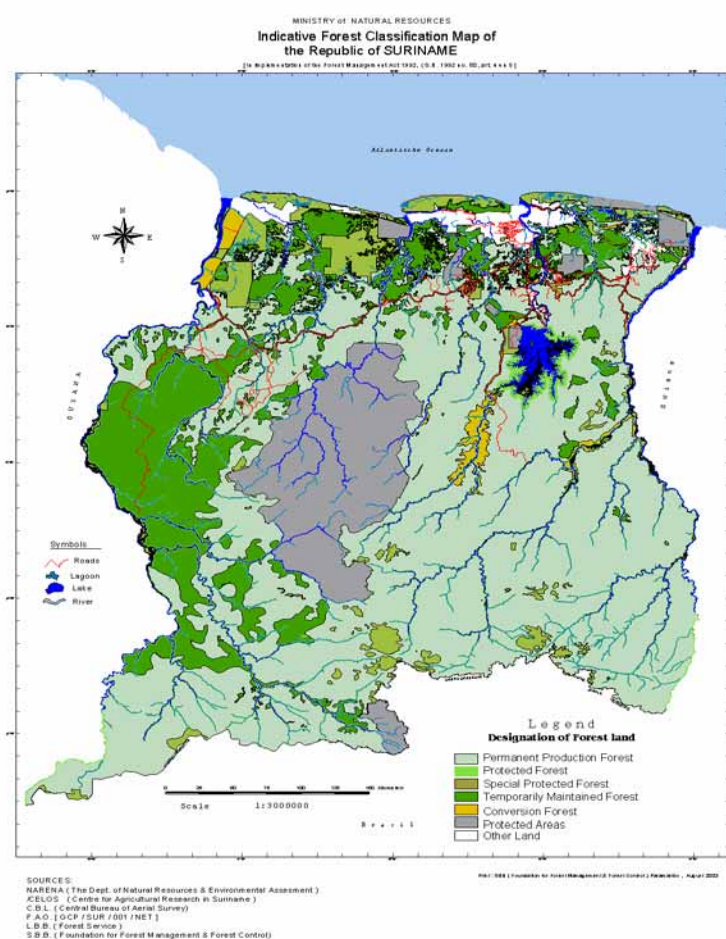 MINISTRY of NATURAL RESOURCES
Indicative Forest Classification Map of
the Republic of SURINAME
Atlantische Oceaan
N
W E
GUYANA
Symbols
Roads
Lagoon
Lake
River
Legend
Designation of Forest land
Permanent Production Forest
Protected Forest
Special Protected Forest
Temporarily Maintained Forest
Conversion Forest
Protected Areas
Other Land
Scale 1:3000000
Brazil
SOURCES:
NARENA ( The Dept. of Natural Resources & Environmental Assesment )
CELOS ( Centre for Agricultural Research in Suriname )
C.B.L. ( Central Bureau of Aerial Survey)
F.A.O. [ GCP / SUR / 001 / NET ]
L.B.B. ( Forest Service )
S.B.B. ( Foundation for Forest Management & Forest Control)